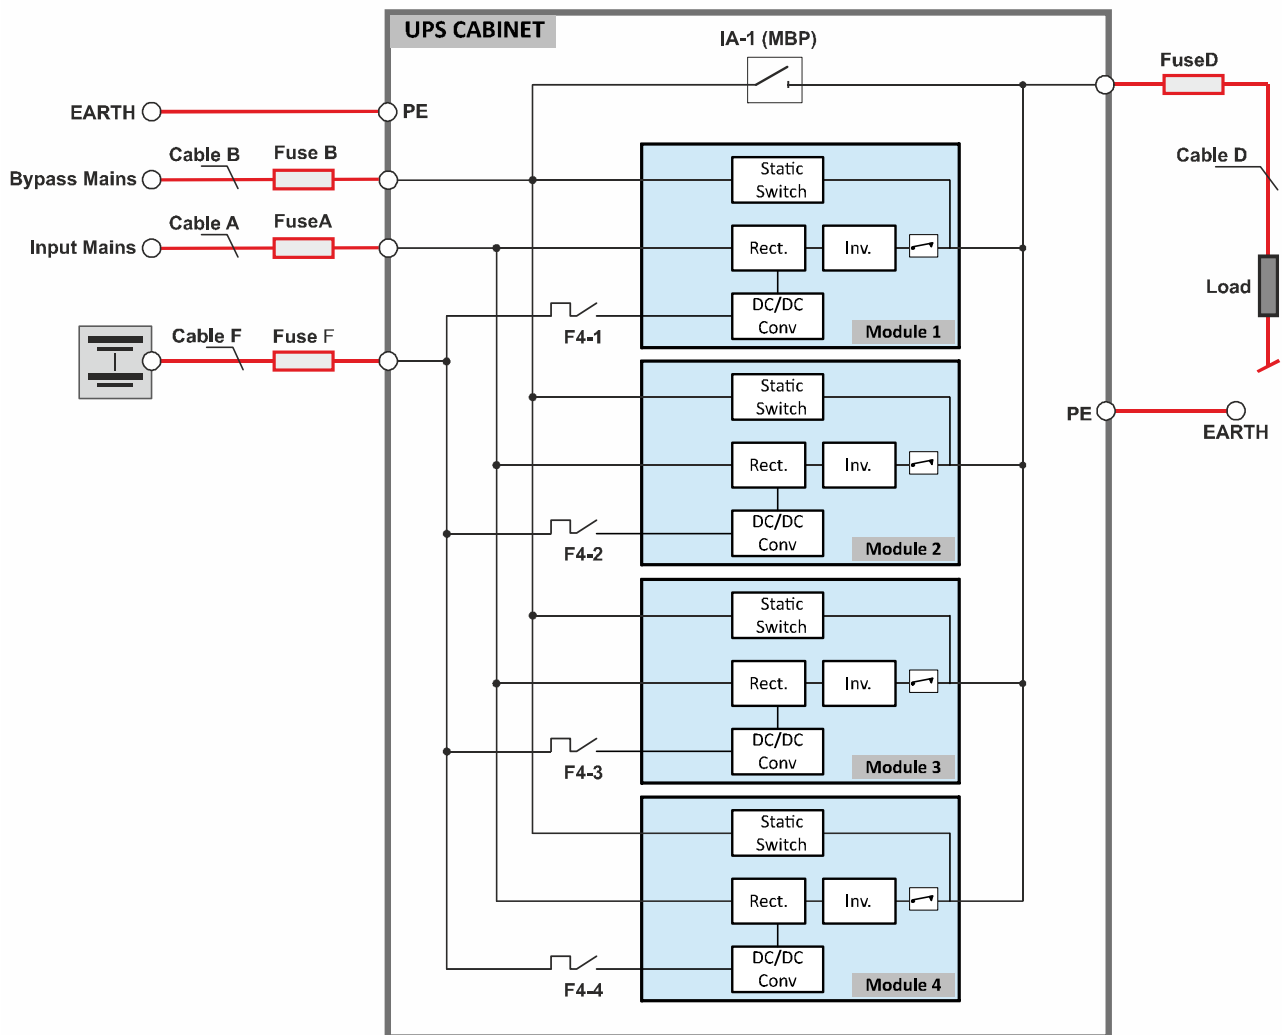 UPS CABINET
IA-1 (MBP)
FuseD
EARTH
PE
Cable B
Fuse B
Bypass Mains
Cable A
FuseA
Input Mains
Cable F
Fuse F
Cable D
Load
PE
EARTH
Static
Switch
Rect.
Inv.
DC/DC
Conv
F4-1
Module 1
Static
Switch
Rect.
Inv.
DC/DC
Conv
F4-2
Module 2
Static
Switch
Rect.
Inv.
DC/DC
Conv
F4-3
Module 3
Static
Switch
Rect.
Inv.
DC/DC
Conv
F4-4
Module 4